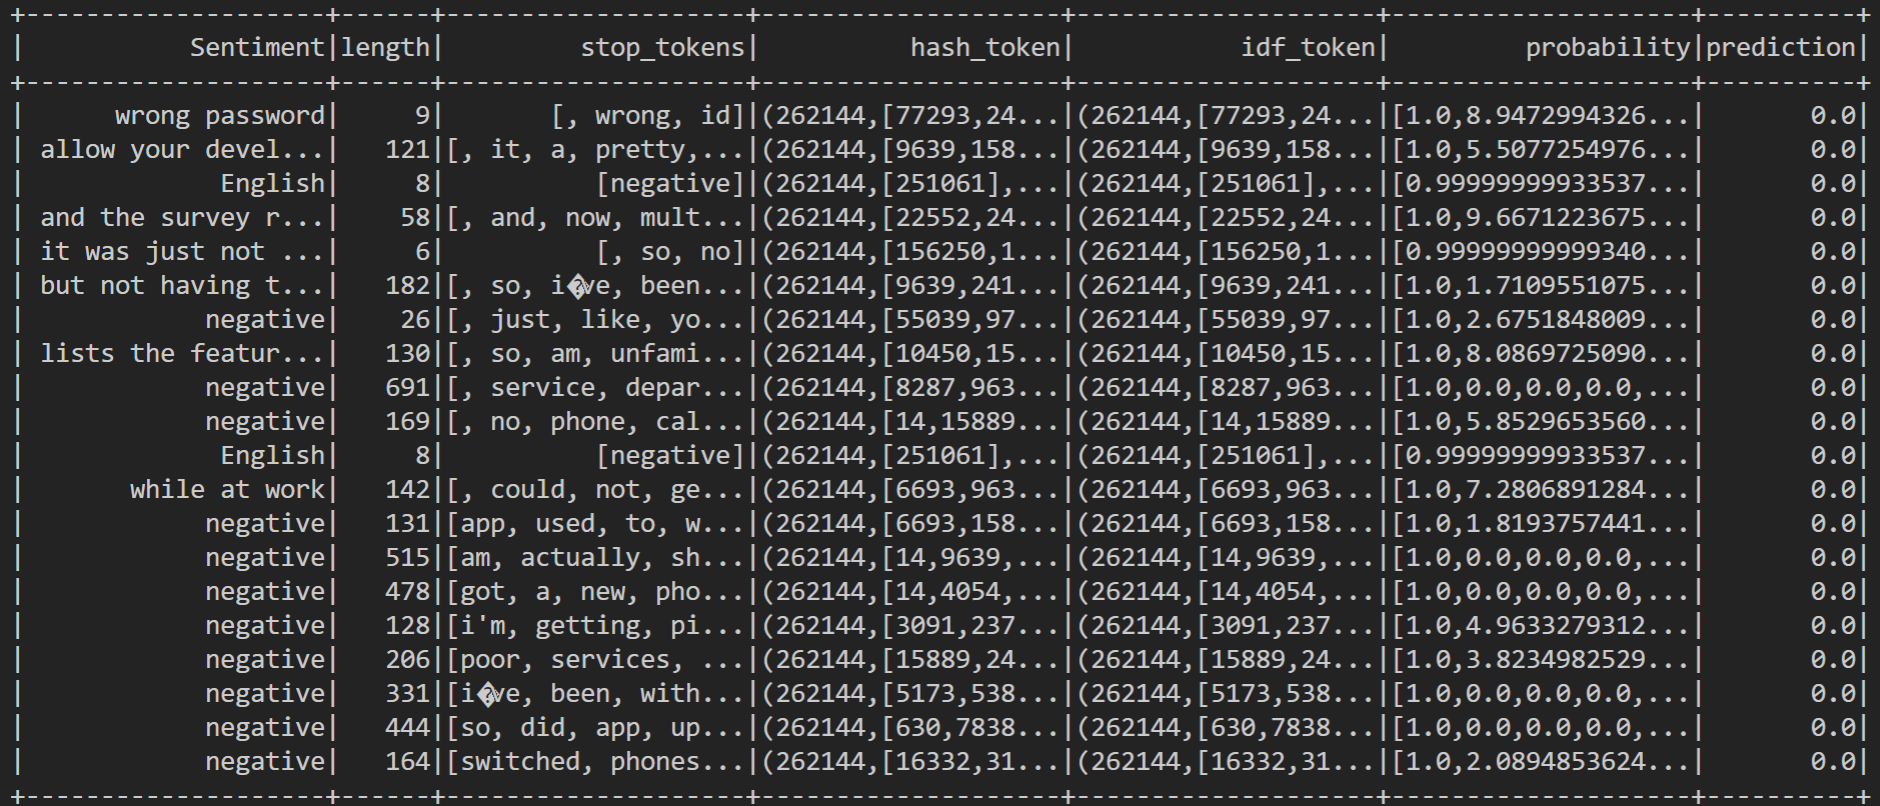 +--------------------+------+--------------------+--------------------+--------------------+--------------------+----------+
|           Sentiment|length|         stop_tokens|          hash_token|           idf_token|         probability|prediction|
+--------------------+------+--------------------+--------------------+--------------------+--------------------+----------+
|      wrong password|     9|       [, wrong, id]|(262144,[77293,24...|(262144,[77293,24...|[1.0,8.9472994326...|       0.0|
| allow your devel...|   121|[, it, a, pretty,...|(262144,[9639,158...|(262144,[9639,158...|[1.0,5.5077254976...|       0.0|
|             English|     8|          [negative]|(262144,[251061],...|(262144,[251061],...|[0.99999999933537...|       0.0|
| and the survey r...|    58|[, and, now, mult...|(262144,[22552,24...|(262144,[22552,24...|[1.0,9.6671223675...|       0.0|
| it was just not ...|     6|          [, so, no]|(262144,[156250,1...|(262144,[156250,1...|[0.99999999999340...|       0.0|
| but not having t...|   182|[, so, i�ve, been...|(262144,[9639,241...|(262144,[9639,241...|[1.0,1.7109551075...|       0.0|
|            negative|    26|[, just, like, yo...|(262144,[55039,97...|(262144,[55039,97...|[1.0,2.6751848009...|       0.0|
| lists the featur...|   130|[, so, am, unfami...|(262144,[10450,15...|(262144,[10450,15...|[1.0,8.0869725090...|       0.0|
|            negative|   691|[, service, depar...|(262144,[8287,963...|(262144,[8287,963...|[1.0,0.0,0.0,0.0,...|       0.0|
|            negative|   169|[, no, phone, cal...|(262144,[14,15889...|(262144,[14,15889...|[1.0,5.8529653560...|       0.0|
|             English|     8|          [negative]|(262144,[251061],...|(262144,[251061],...|[0.99999999933537...|       0.0|
|       while at work|   142|[, could, not, ge...|(262144,[6693,963...|(262144,[6693,963...|[1.0,7.2806891284...|       0.0|
|            negative|   131|[app, used, to, w...|(262144,[6693,158...|(262144,[6693,158...|[1.0,1.8193757441...|       0.0|
|            negative|   515|[am, actually, sh...|(262144,[14,9639,...|(262144,[14,9639,...|[1.0,0.0,0.0,0.0,...|       0.0|
|            negative|   478|[got, a, new, pho...|(262144,[14,4054,...|(262144,[14,4054,...|[1.0,0.0,0.0,0.0,...|       0.0|
|            negative|   128|[i'm, getting, pi...|(262144,[3091,237...|(262144,[3091,237...|[1.0,4.9633279312...|       0.0|
|            negative|   206|[poor, services, ...|(262144,[15889,24...|(262144,[15889,24...|[1.0,3.8234982529...|       0.0|
|            negative|   331|[i�ve, been, with...|(262144,[5173,538...|(262144,[5173,538...|[1.0,0.0,0.0,0.0,...|       0.0|
|            negative|   444|[so, did, app, up...|(262144,[630,7838...|(262144,[630,7838...|[1.0,0.0,0.0,0.0,...|       0.0|
|            negative|   164|[switched, phones...|(262144,[16332,31...|(262144,[16332,31...|[1.0,2.0894853624...|       0.0|
+--------------------+------+--------------------+--------------------+--------------------+--------------------+----------+